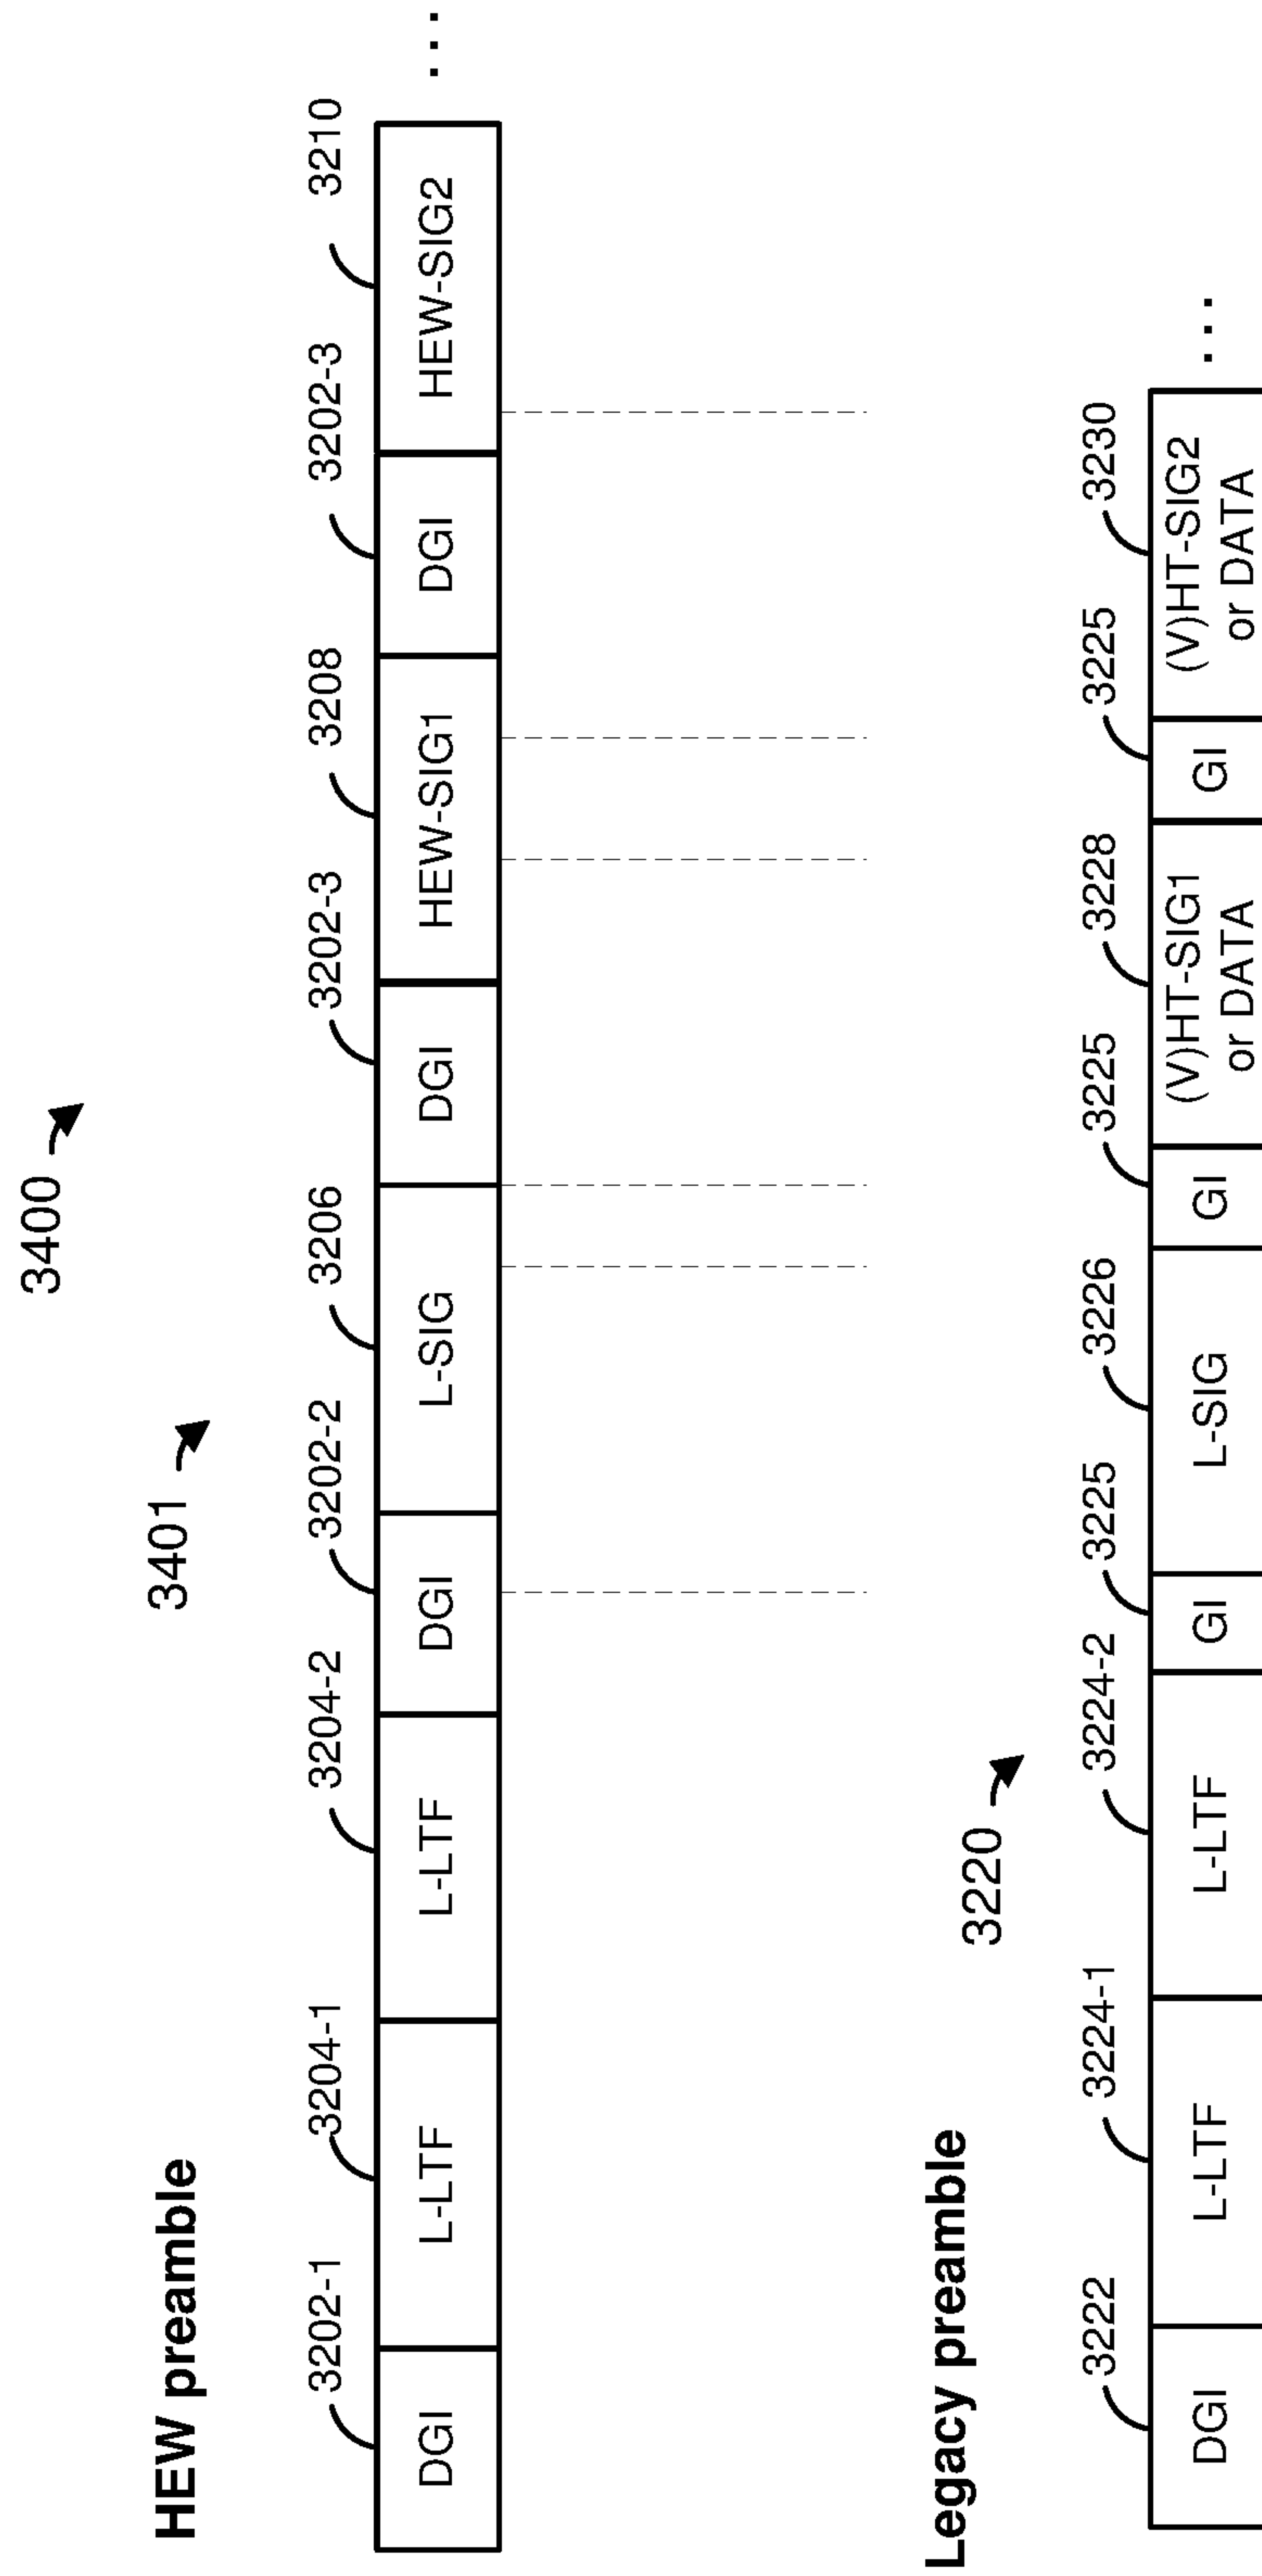 3400
HEW preamble
3401
3202-1
3204-1
3204-2
3202-2
3206
3202-3
3208
3202-3
3210
DGI
L-LTF
L-LTF
DGI
L-SIG
DGI
HEW-SIG1
DGI
HEW-SIG2
...
Legacy preamble
3220
3222
3224-1
3224-2
3225
3226
3225
3228
3225
3230
DGI
L-LTF
L-LTF
GI
L-SIG
GI
(V)HT-SIG1
or DATA
GI
(V)HT-SIG2
or DATA
...